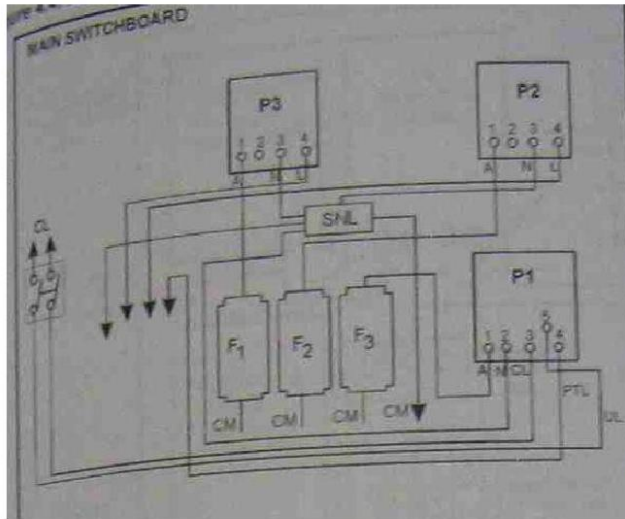 MAIN SWITCHBOARD
P3
1 2 3 4
A N L
P2
1 2 3 4
A N L
SNL
CL
P1
5
1 2 3 4
A N CL
PTL
UL
F1
F2
F3
CM CM CM CM